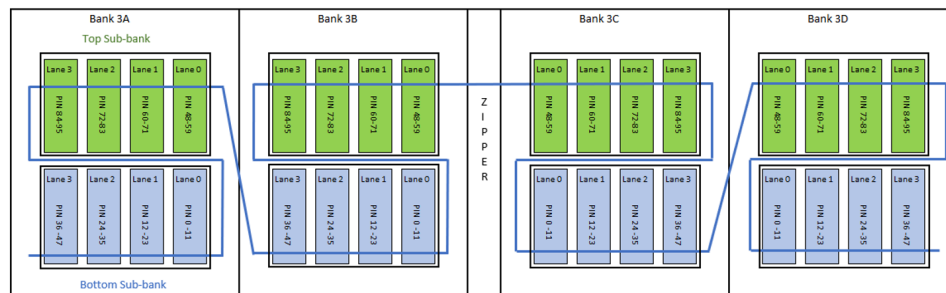 Bank 3A
Bank 3B
Bank 3C
Bank 3D
Top Sub-bank
Lane 3
Lane 2
Lane 1
Lane 0
PIN 84-95
PIN 72-83
PIN 60-71
PIN 48-59
Lane 3
Lane 2
Lane 1
Lane 0
PIN 36 -47
PIN 24 -35
PIN 12 -23
PIN 0 -11
Bottom Sub-bank
Lane 3
Lane 2
Lane 1
Lane 0
PIN 84-95
PIN 72-83
PIN 60-71
PIN 48-59
Lane 3
Lane 2
Lane 1
Lane 0
PIN 36 -47
PIN 24 -35
PIN 12 -23
PIN 0 -11
ZIPPER
Lane 0
Lane 1
Lane 2
Lane 3
PIN 48-59
PIN 60-71
PIN 72-83
PIN 84-95
Lane 0
Lane 1
Lane 2
Lane 3
PIN 0 -11
PIN 12 -23
PIN 24 -35
PIN 36 -47
Lane 0
Lane 1
Lane 2
Lane 3
PIN 48-59
PIN 60-71
PIN 72-83
PIN 84-95
Lane 0
Lane 1
Lane 2
Lane 3
PIN 0 -11
PIN 12 -23
PIN 24 -35
PIN 36 -47